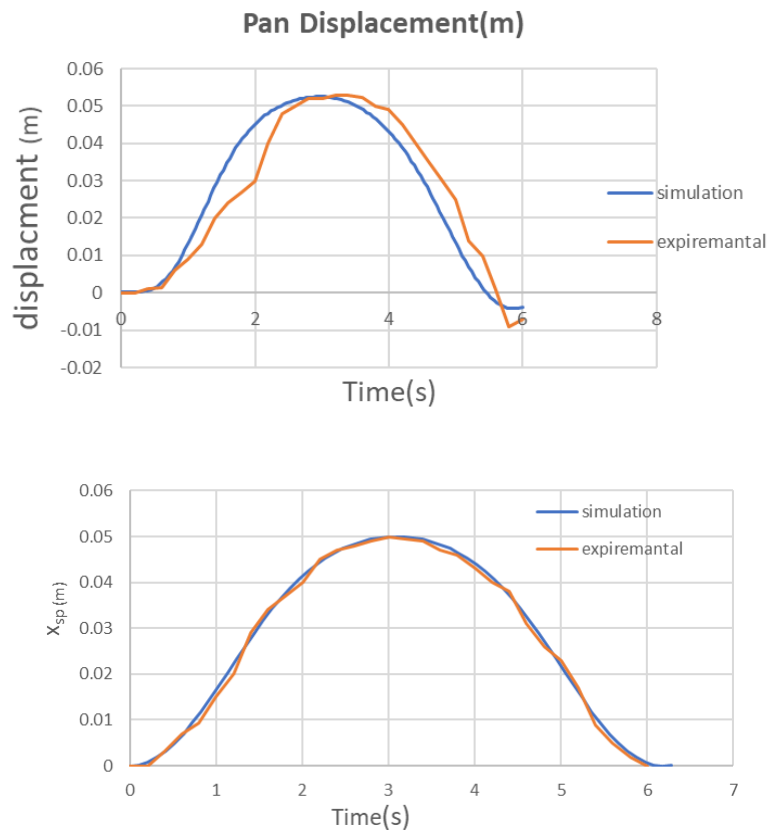 Pan Displacement(m)
0.06
0.05
0.04
0.03
0.02
0.01
0
-0.01
-0.02
0 2 4 6 8
displacment (m)
Time(s)
simulation
expiremantal
0.06
0.05
0.04
0.03
0.02
0.01
0
0 1 2 3 4 5 6 7
xsp (m)
Time(s)
simulation
expiremantal